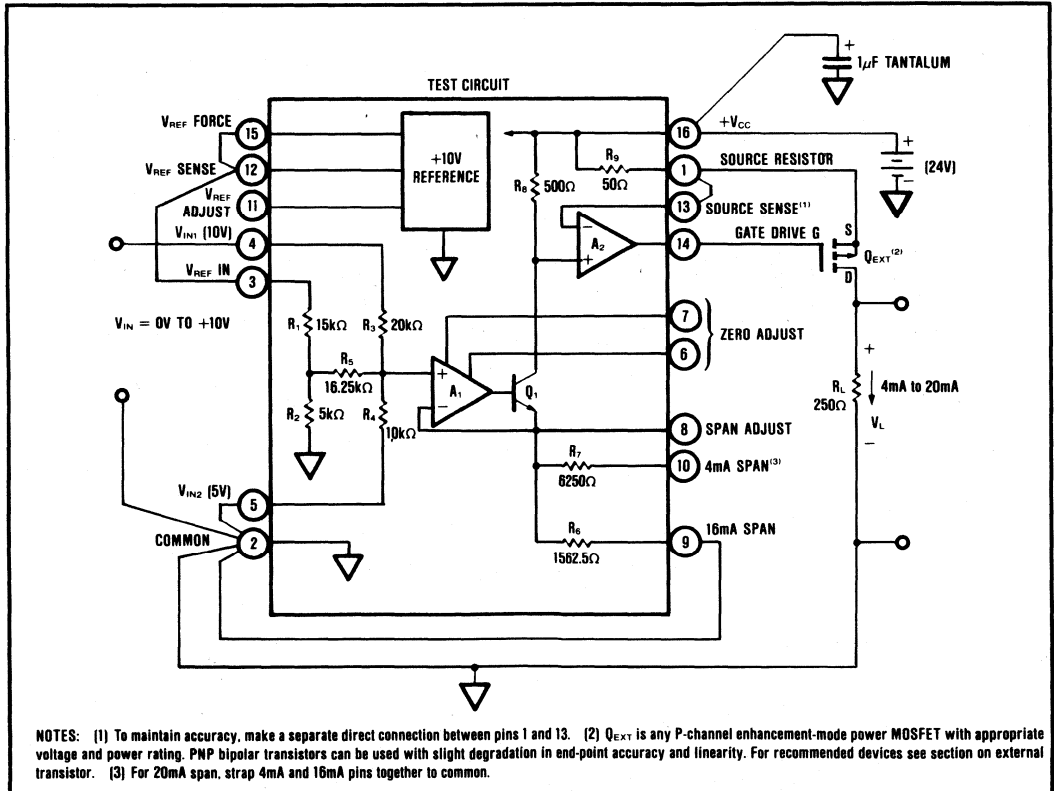 1µF TANTALUM
TEST CIRCUIT
VREF FORCE
15
16
+VCC
VREF SENSE
12
+10V
REFERENCE
R9
50Ω
1
SOURCE RESISTOR
(24V)
R8
500Ω
VREF
ADJUST
11
13
SOURCE SENSE(1)
VIN1 (10V)
4
A2
14
GATE DRIVE G
S
QEXT(2)
D
VREF IN
3
VIN = 0V TO +10V
R1
15kΩ
R3
20kΩ
7
ZERO ADJUST
6
R5
16.25kΩ
A1
Q1
RL
250Ω
4mA to 20mA
VL
R2
5kΩ
R4
10kΩ
8
SPAN ADJUST
R7
6250Ω
10
4mA SPAN(3)
VIN2 (5V)
5
COMMON
2
R6
1562.5Ω
9
16mA SPAN
NOTES: (1) To maintain accuracy, make a separate direct connection between pins 1 and 13. (2) QEXT is any P-channel enhancement-mode power MOSFET with appropriate
voltage and power rating. PNP bipolar transistors can be used with slight degradation in end-point accuracy and linearity. For recommended devices see section on external
transistor. (3) For 20mA span, strap 4mA and 16mA pins together to common.